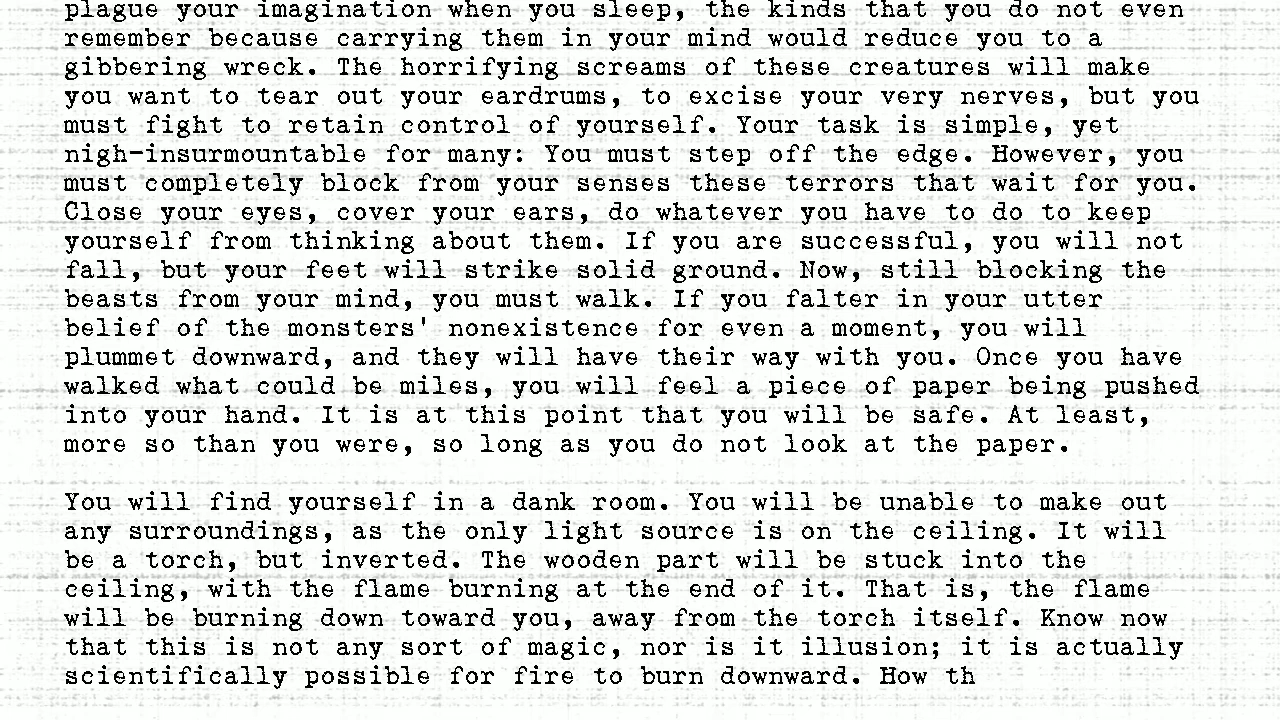 plague your imagination when you sleep, the kinds that you do not even
remember because carrying them in your mind would reduce you to a
gibbering wreck. The horrifying screams of these creatures will make
you want to tear out your eardrums, to excise your very nerves, but you
must fight to retain control of yourself. Your task is simple, yet
nigh-insurmountable for many: You must step off the edge. However, you
must completely block from your senses these terrors that wait for you.
Close your eyes, cover your ears, do whatever you have to do to keep
yourself from thinking about them. If you are successful, you will not
fall, but your feet will strike solid ground. Now, still blocking the
beasts from your mind, you must walk. If you falter in your utter
belief of the monsters' nonexistence for even a moment, you will
plummet downward, and they will have their way with you. Once you have
walked what could be miles, you will feel a piece of paper being pushed
into your hand. It is at this point that you will be safe. At least,
more so than you were, so long as you do not look at the paper.

You will find yourself in a dank room. You will be unable to make out
any surroundings, as the only light source is on the ceiling. It will
be a torch, but inverted. The wooden part will be stuck into the
ceiling, with the flame burning at the end of it. That is, the flame
will be burning down toward you, away from the torch itself. Know now
that this is not any sort of magic, nor is it illusion; it is actually
scientifically possible for fire to burn downward. How th